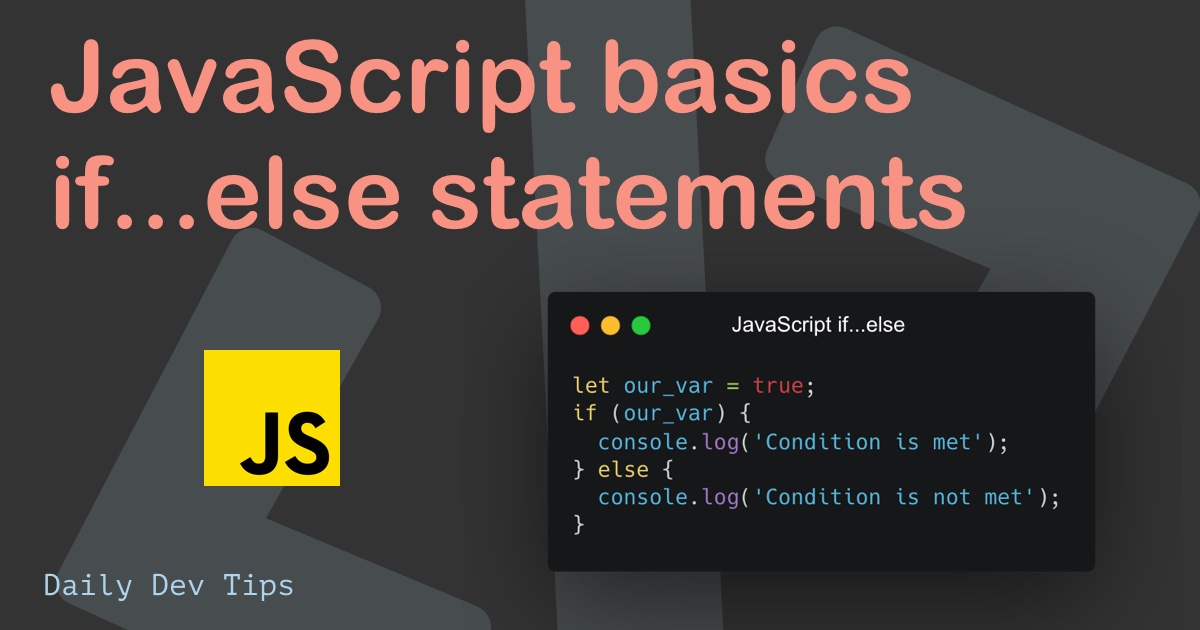 JavaScript basics
if...else statements
JavaScript if...else
let our_var = true;
if (our_var) {
  console.log('Condition is met');
} else {
  console.log('Condition is not met');
}
JS
Daily Dev Tips